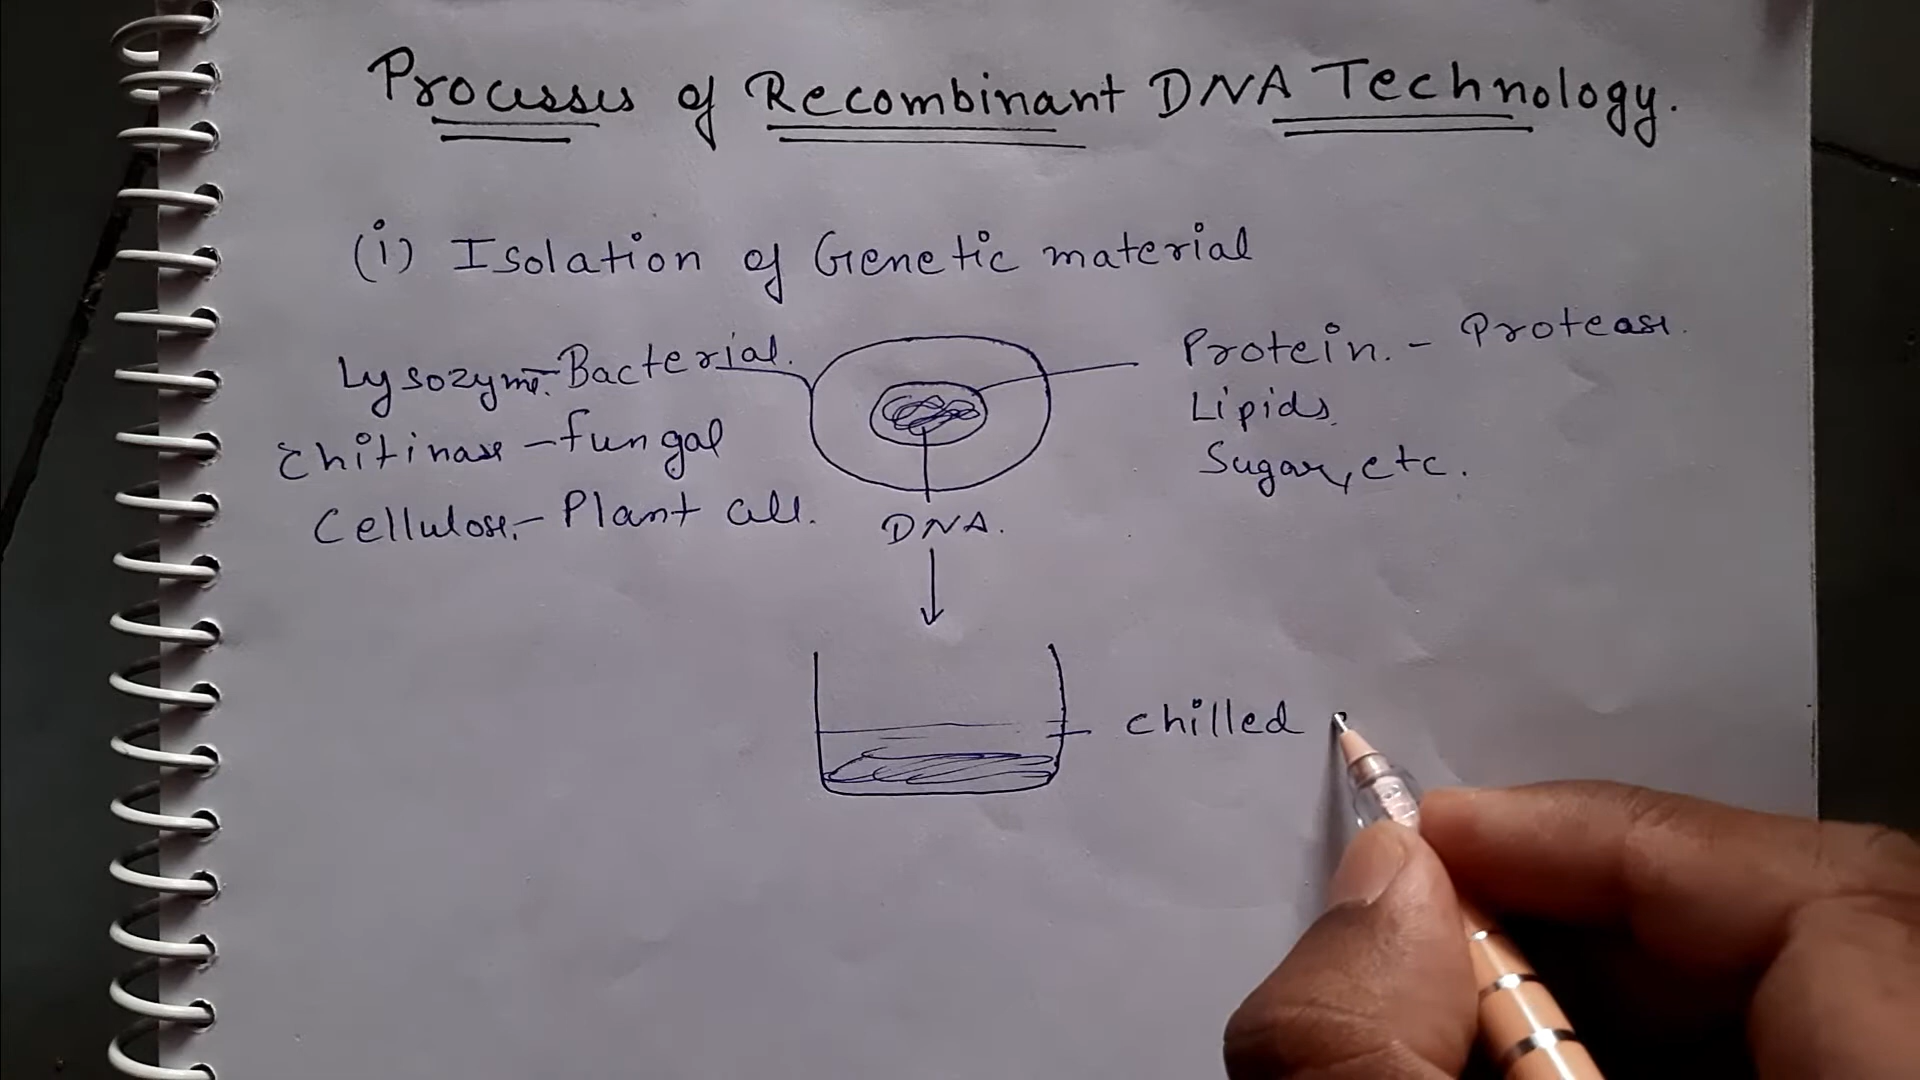 Processes of Recombinant DNA Technology.
(i) Isolation of Genetic material
Lysozyme - Bacterial.
Chitinase - fungal
Cellulose - Plant cell.
Protein. - Protease.
Lipids.
Sugar, etc.
DNA.
chilled